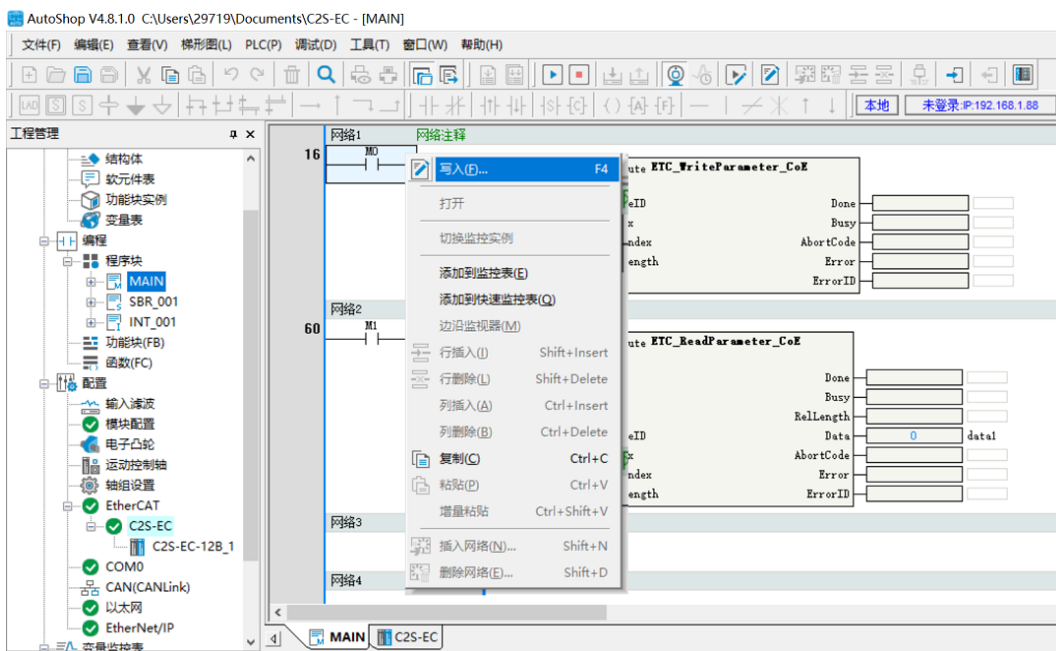 AutoShop V4.8.1.0 C:\Users\29719\Documents\C2S-EC - [MAIN]
文件(F) 编辑(E) 查看(V) 梯形图(L) PLC(P) 调试(D) 工具(T) 窗口(W) 帮助(H)
LAD S S
本地 未登录:IP:192.168.1.88
工程管理
结构体
软元件表
功能块实例
变量表
编程
程序块
MAIN
SBR_001
INT_001
功能块(FB)
函数(FC)
配置
输入滤波
模块配置
电子凸轮
运动控制轴
轴组设置
EtherCAT
C2S-EC
C2S-EC-12B_1
COM0
CAN(CANLink)
以太网
EtherNet/IP
变量监控表
网络1 网络注释
16 M0
ute ETC_WriteParameter_CoE
eID Done
x Busy
ndex AbortCode
ength Error
ErrorID
网络2
60 M1
ute ETC_ReadParameter_CoE
Done
Busy
RelLength
eID Data 0 data1
x AbortCode
ndex Error
ength ErrorID
网络3
网络4
写入(F)... F4
打开
切换监控实例
添加到监控表(E)
添加到快速监控表(Q)
边沿监视器(M)
行插入(I) Shift+Insert
行删除(L) Shift+Delete
列插入(A) Ctrl+Insert
列删除(B) Ctrl+Delete
复制(C) Ctrl+C
粘贴(P) Ctrl+V
增量粘贴 Ctrl+Shift+V
插入网络(N)... Shift+N
删除网络(E)... Shift+D
MAIN C2S-EC